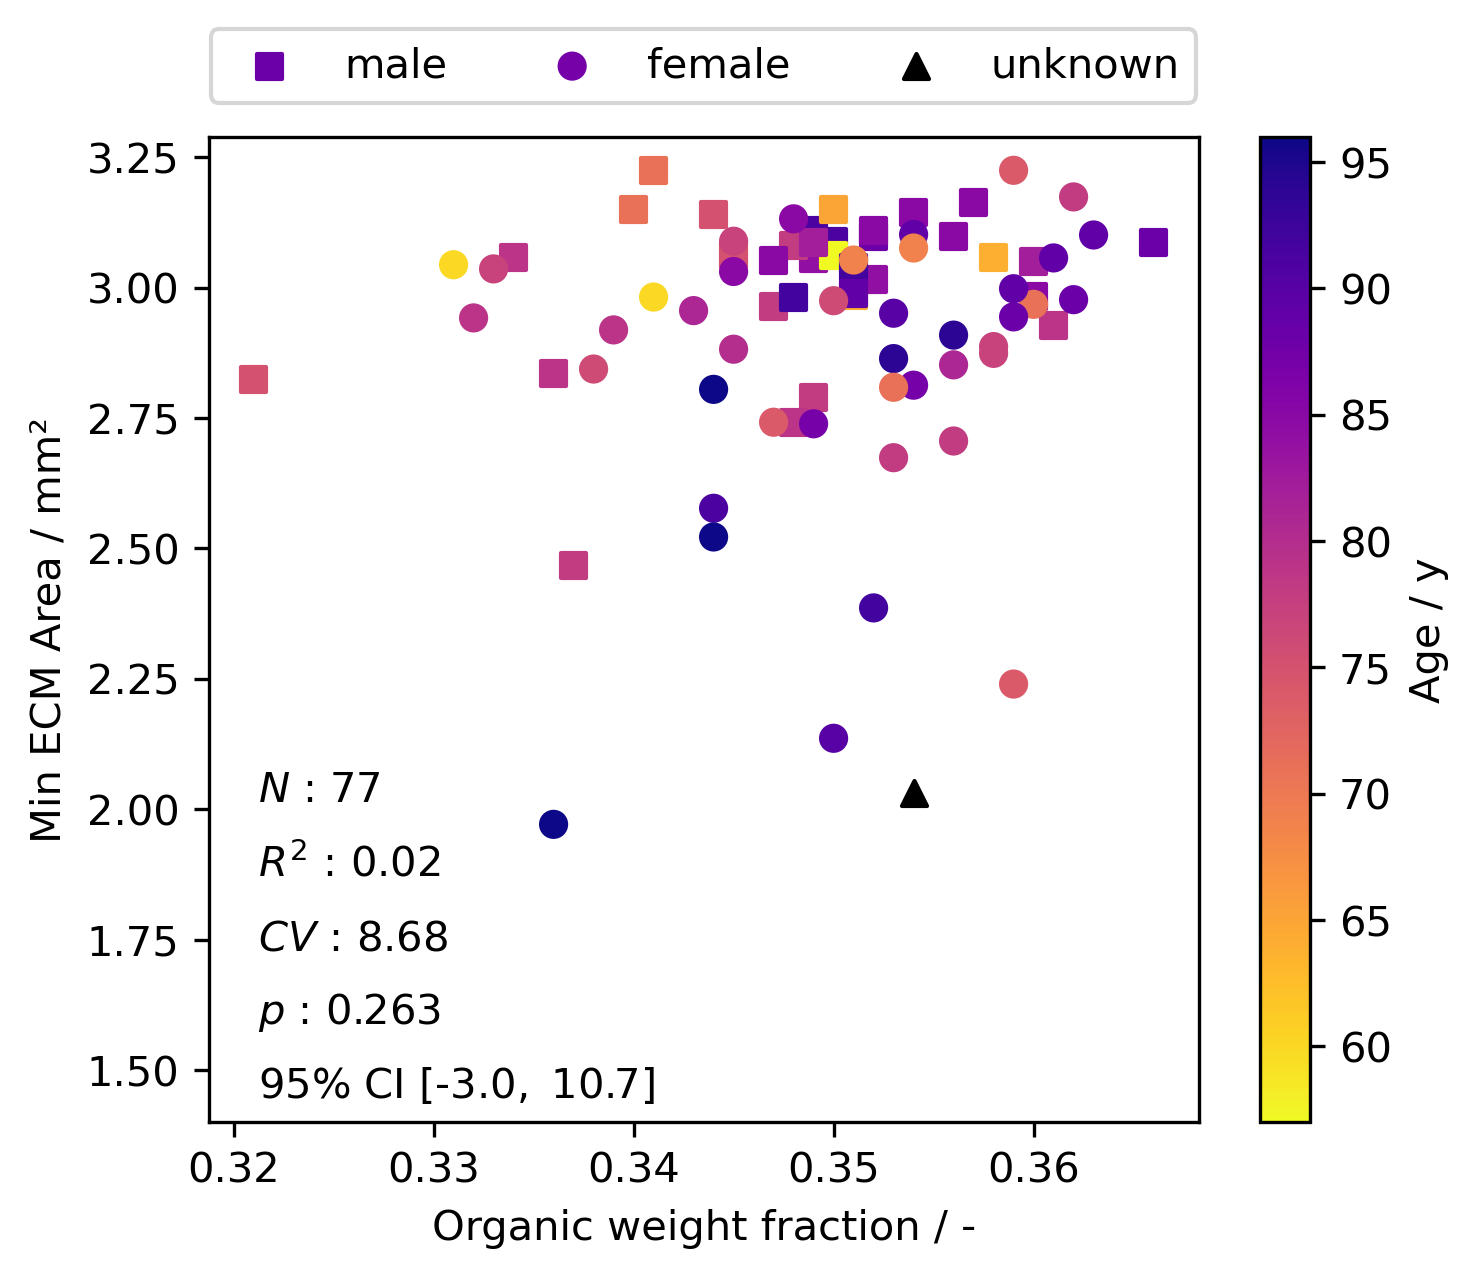 male female unknown
3.25
3.00
2.75
2.50
2.25
2.00
1.75
1.50
Min ECM Area / mm²
N : 77
R² : 0.02
CV : 8.68
p : 0.263
95% CI [-3.0, 10.7]
0.32 0.33 0.34 0.35 0.36
Organic weight fraction / -
95
90
85
80
75
70
65
60
Age / y